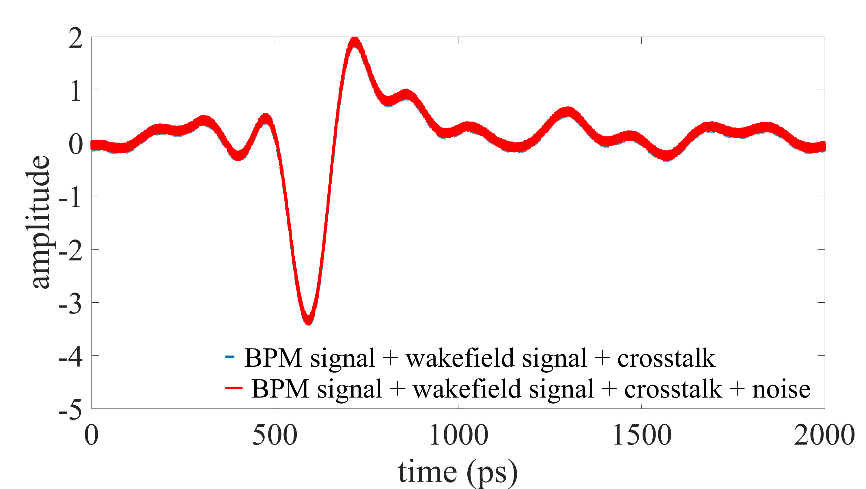 2
1
0
-1
-2
-3
-4
-5
amplitude
BPM signal + wakefield signal + crosstalk
BPM signal + wakefield signal + crosstalk + noise
0 500 1000 1500 2000
time (ps)